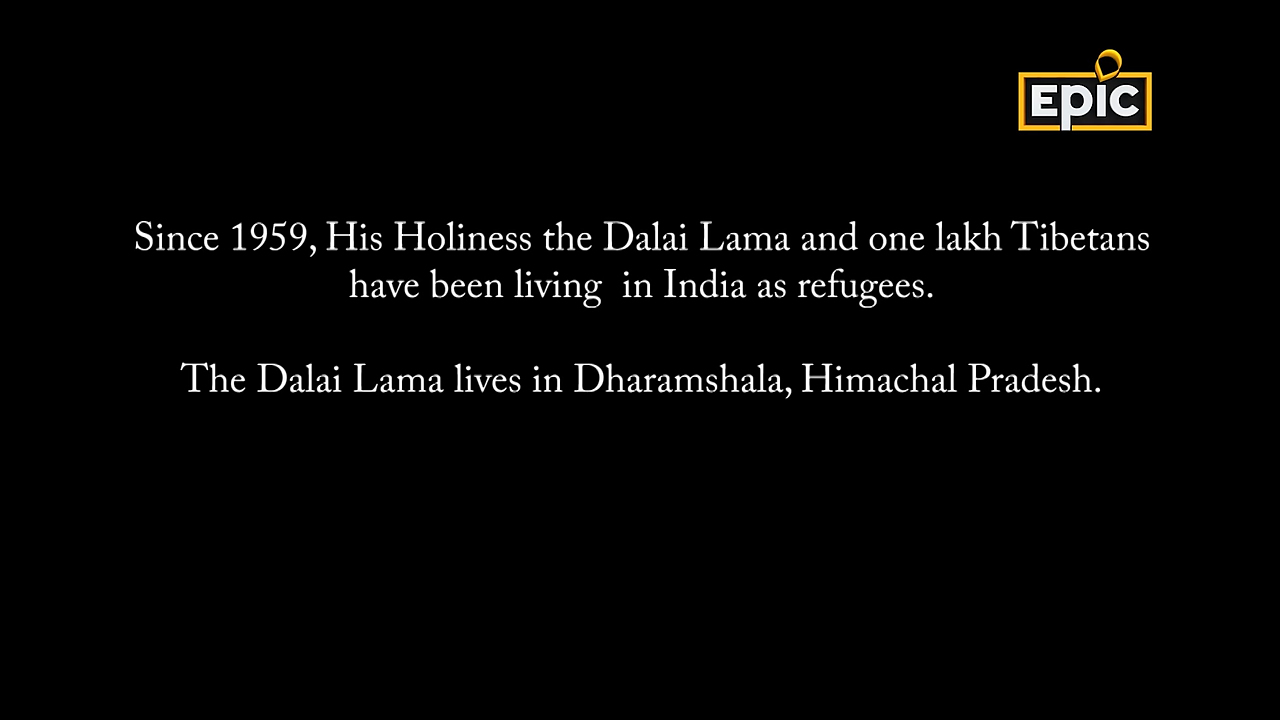 EPIC
Since 1959, His Holiness the Dalai Lama and one lakh Tibetans
have been living  in India as refugees.
The Dalai Lama lives in Dharamshala, Himachal Pradesh.